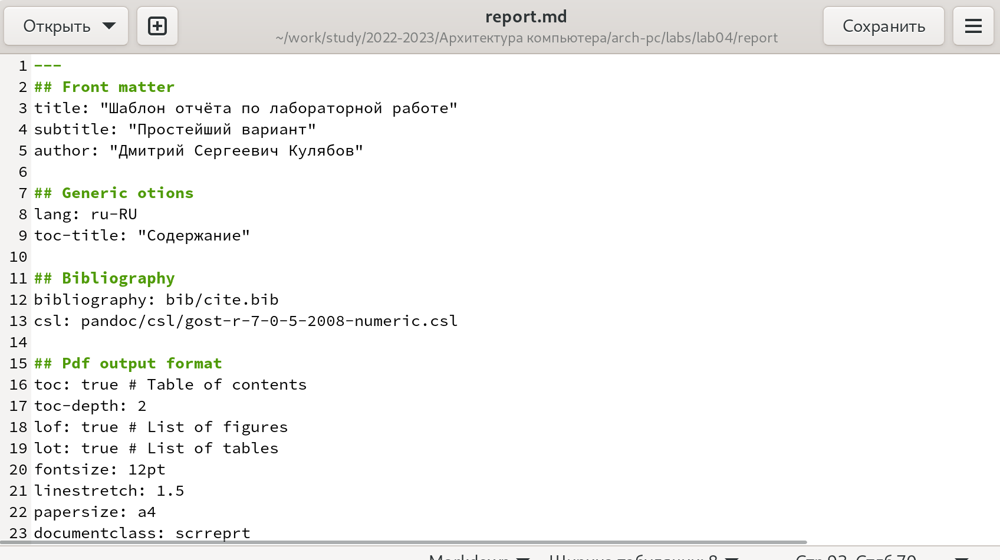 Открыть
report.md
~/work/study/2022-2023/Архитектура компьютера/arch-pc/labs/lab04/report
Сохранить
1 ---
2 ## Front matter
3 title: "Шаблон отчёта по лабораторной работе"
4 subtitle: "Простейший вариант"
5 author: "Дмитрий Сергеевич Кулябов"
6
7 ## Generic otions
8 lang: ru-RU
9 toc-title: "Содержание"
10
11 ## Bibliography
12 bibliography: bib/cite.bib
13 csl: pandoc/csl/gost-r-7-0-5-2008-numeric.csl
14
15 ## Pdf output format
16 toc: true # Table of contents
17 toc-depth: 2
18 lof: true # List of figures
19 lot: true # List of tables
20 fontsize: 12pt
21 linestretch: 1.5
22 papersize: a4
23 documentclass: scrreprt
Markdown Ширина табуляции: 8 Стр 93, Стлб 70